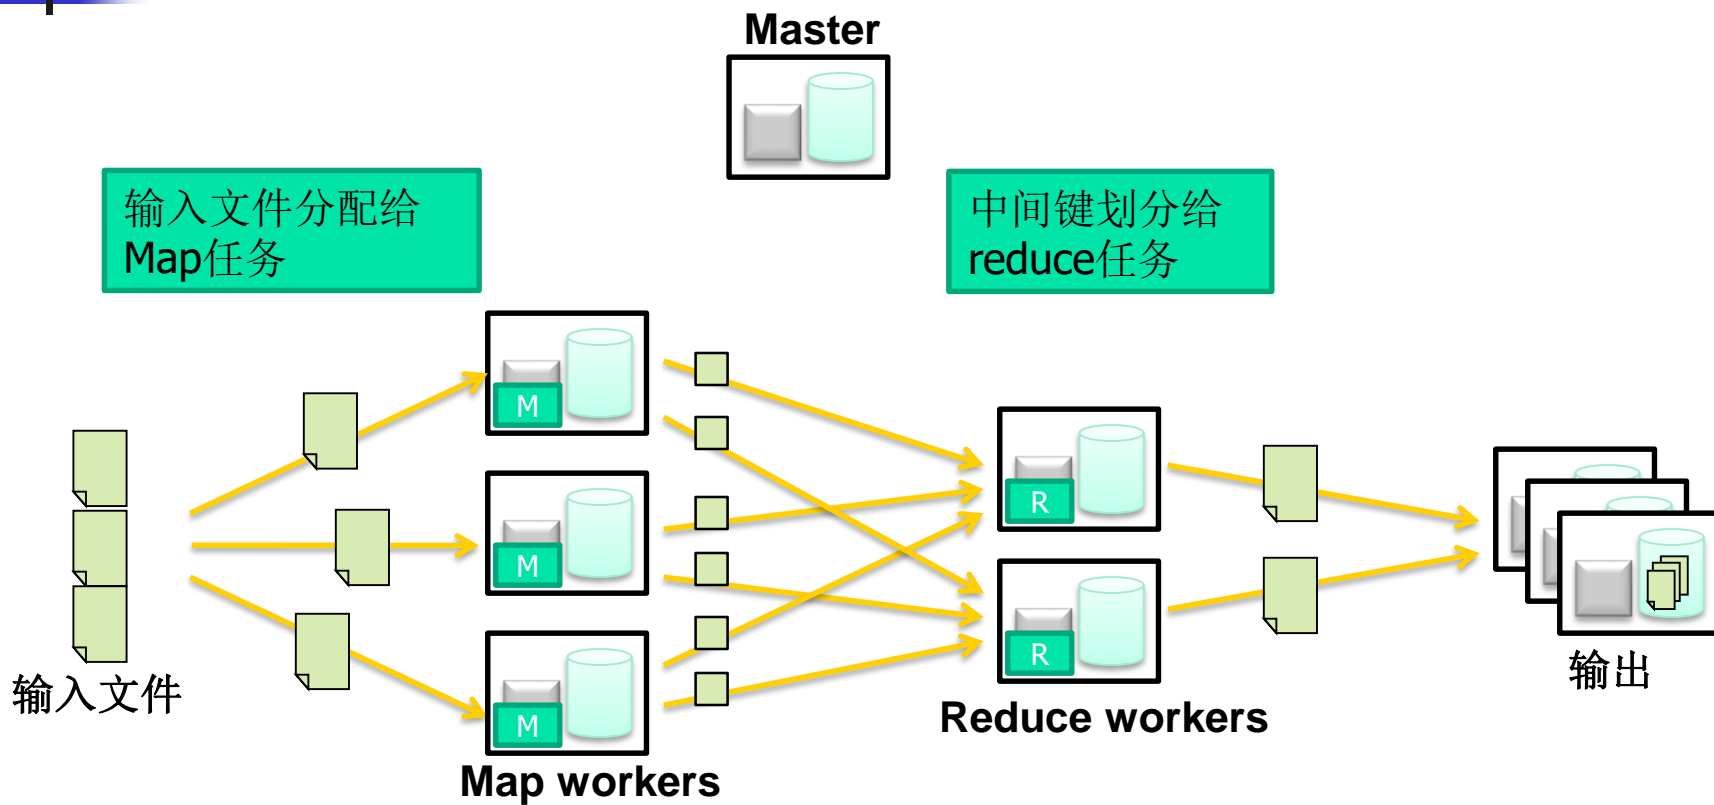 Master
输入文件分配给
Map任务
中间键划分给
reduce任务
M
M
M
R
R
输入文件
Map workers
Reduce workers
输出